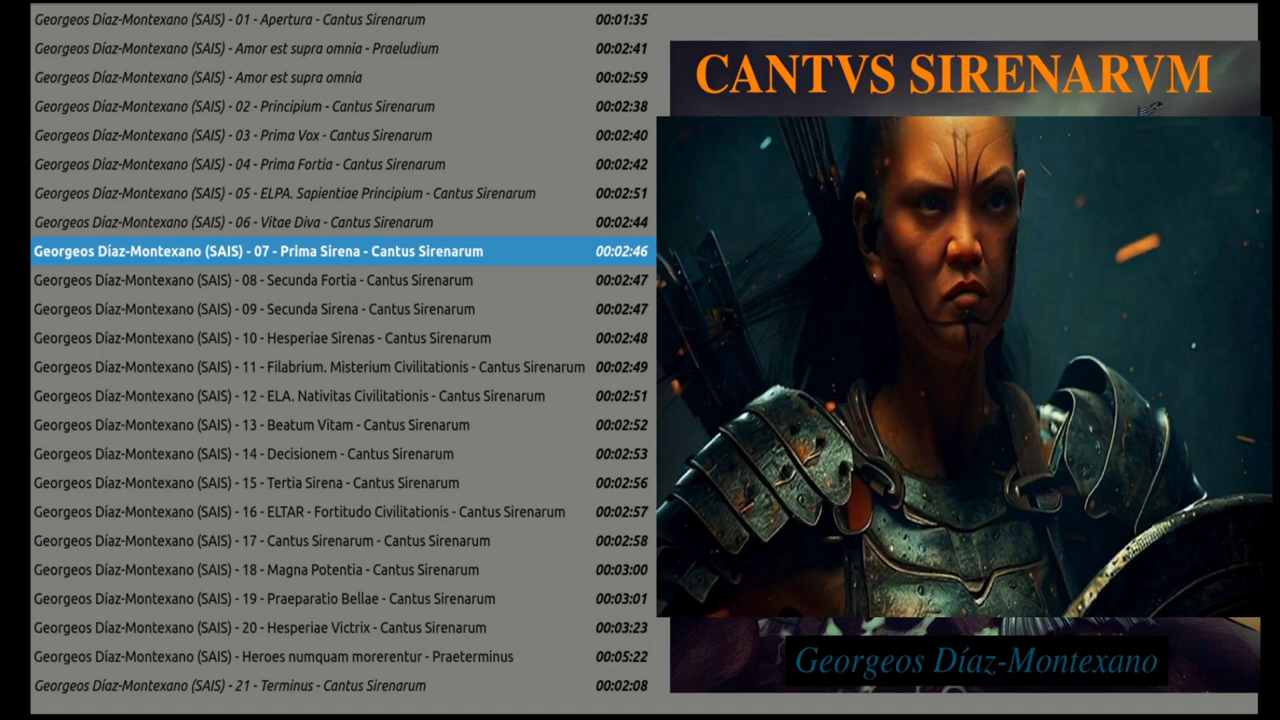 Georgeos Díaz-Montexano (SAIS) - 01 - Apertura - Cantus Sirenarum 00:01:35
Georgeos Díaz-Montexano (SAIS) - Amor est supra omnia - Praeludium 00:02:41
Georgeos Díaz-Montexano (SAIS) - Amor est supra omnia 00:02:59
Georgeos Díaz-Montexano (SAIS) - 02 - Principium - Cantus Sirenarum 00:02:38
Georgeos Díaz-Montexano (SAIS) - 03 - Prima Vox - Cantus Sirenarum 00:02:40
Georgeos Díaz-Montexano (SAIS) - 04 - Prima Fortia - Cantus Sirenarum 00:02:42
Georgeos Díaz-Montexano (SAIS) - 05 - ELPA. Sapientiae Principium - Cantus Sirenarum 00:02:51
Georgeos Díaz-Montexano (SAIS) - 06 - Vitae Diva - Cantus Sirenarum 00:02:44
Georgeos Díaz-Montexano (SAIS) - 07 - Prima Sirena - Cantus Sirenarum 00:02:46
Georgeos Díaz-Montexano (SAIS) - 08 - Secunda Fortia - Cantus Sirenarum 00:02:47
Georgeos Díaz-Montexano (SAIS) - 09 - Secunda Sirena - Cantus Sirenarum 00:02:47
Georgeos Díaz-Montexano (SAIS) - 10 - Hesperiae Sirenas - Cantus Sirenarum 00:02:48
Georgeos Díaz-Montexano (SAIS) - 11 - Filabrium. Misterium Civilitationis - Cantus Sirenarum 00:02:49
Georgeos Díaz-Montexano (SAIS) - 12 - ELA. Nativitas Civilitationis - Cantus Sirenarum 00:02:51
Georgeos Díaz-Montexano (SAIS) - 13 - Beatum Vitam - Cantus Sirenarum 00:02:52
Georgeos Díaz-Montexano (SAIS) - 14 - Decisionem - Cantus Sirenarum 00:02:53
Georgeos Díaz-Montexano (SAIS) - 15 - Tertia Sirena - Cantus Sirenarum 00:02:56
Georgeos Díaz-Montexano (SAIS) - 16 - ELTAR - Fortitudo Civilitationis - Cantus Sirenarum 00:02:57
Georgeos Díaz-Montexano (SAIS) - 17 - Cantus Sirenarum - Cantus Sirenarum 00:02:58
Georgeos Díaz-Montexano (SAIS) - 18 - Magna Potentia - Cantus Sirenarum 00:03:00
Georgeos Díaz-Montexano (SAIS) - 19 - Praeparatio Bellae - Cantus Sirenarum 00:03:01
Georgeos Díaz-Montexano (SAIS) - 20 - Hesperiae Victrix - Cantus Sirenarum 00:03:23
Georgeos Díaz-Montexano (SAIS) - Heroes numquam morerentur - Praeterminus 00:05:22
Georgeos Díaz-Montexano (SAIS) - 21 - Terminus - Cantus Sirenarum 00:02:08
CANTVS SIRENARVM
Georgeos Díaz-Montexano